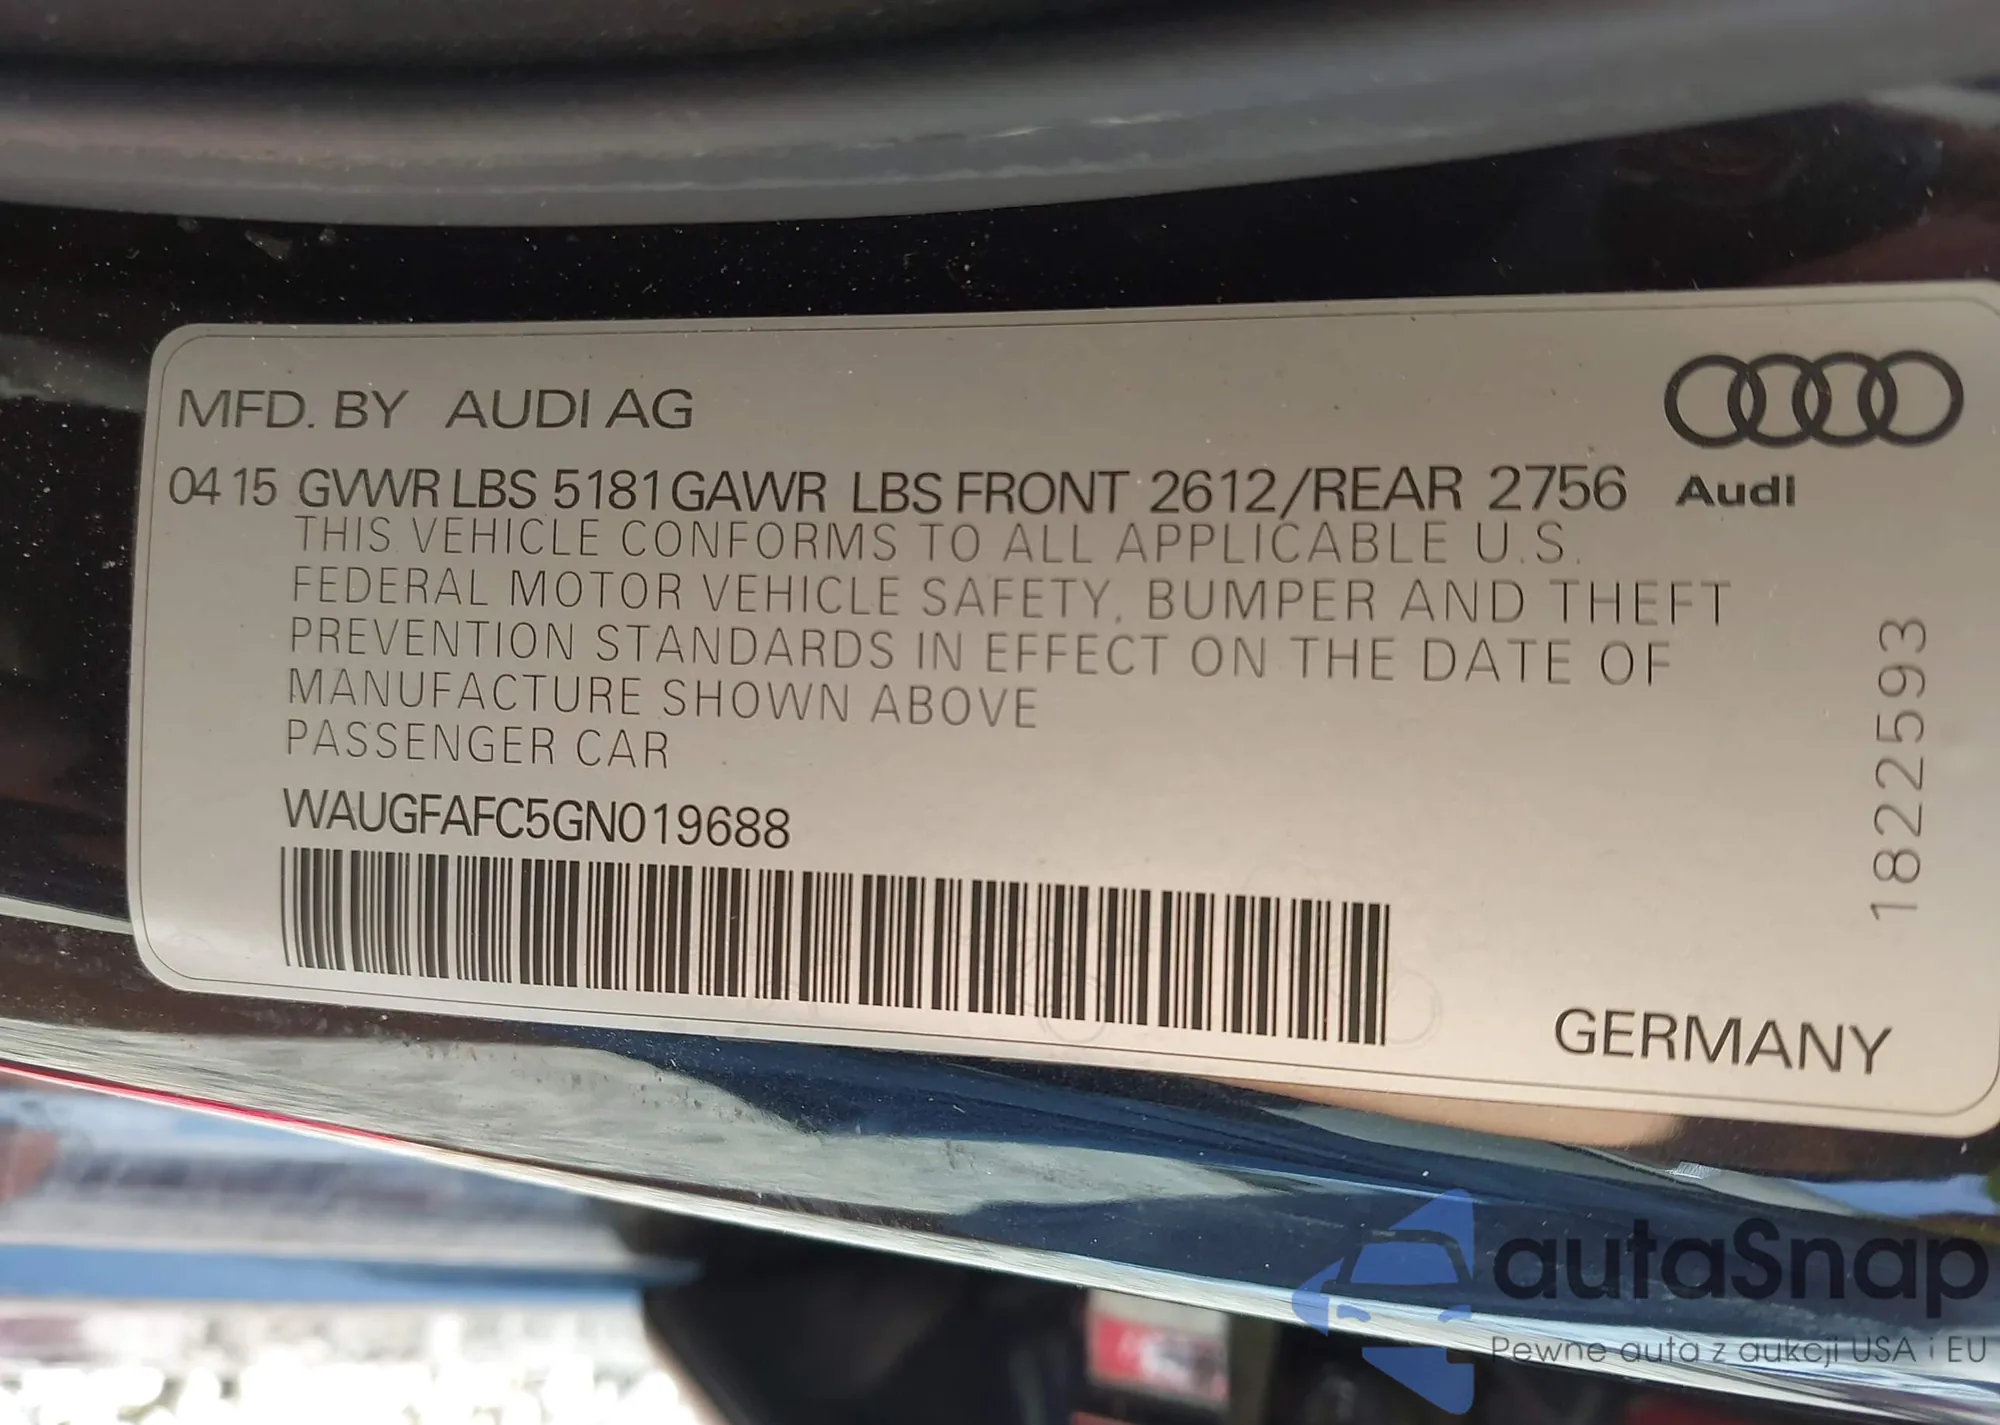 MFD. BY AUDI AG
04 15 GVWR LBS 5181 GAWR LBS FRONT 2612/REAR 2756
Audi
THIS VEHICLE CONFORMS TO ALL APPLICABLE U.S.
FEDERAL MOTOR VEHICLE SAFETY, BUMPER AND THEFT
PREVENTION STANDARDS IN EFFECT ON THE DATE OF
MANUFACTURE SHOWN ABOVE
PASSENGER CAR
WAUGFAFC5GN019688
1822593
GERMANY
autaSnap
Pewne auta z aukcji USA i EU